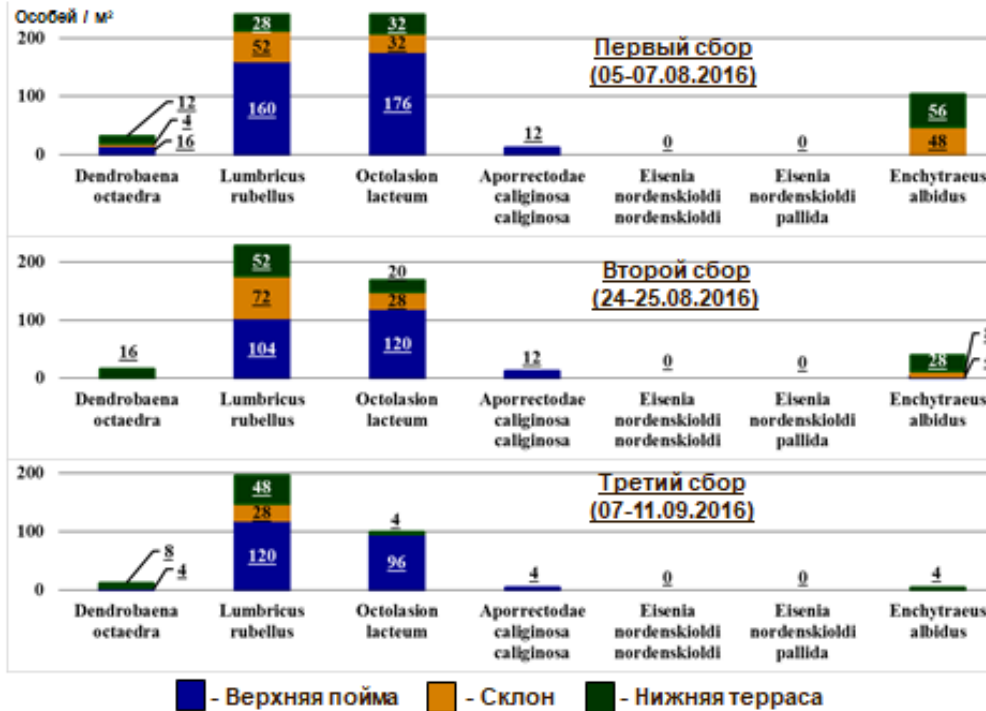 Особей / м²
Первый сбор
(05-07.08.2016)
200
100
0
28
52
160
32
32
176
12
4
16
12
0
0
56
48
Dendrobaena octaedra
Lumbricus rubellus
Octolasion lacteum
Aporrectodae caliginosa caliginosa
Eisenia nordenskioldi nordenskioldi
Eisenia nordenskioldi pallida
Enchytraeus albidus
Второй сбор
(24-25.08.2016)
200
100
0
16
52
72
104
20
28
120
12
0
0
28
Dendrobaena octaedra
Lumbricus rubellus
Octolasion lacteum
Aporrectodae caliginosa caliginosa
Eisenia nordenskioldi nordenskioldi
Eisenia nordenskioldi pallida
Enchytraeus albidus
Третий сбор
(07-11.09.2016)
200
100
0
8
4
48
28
120
4
96
4
0
0
4
Dendrobaena octaedra
Lumbricus rubellus
Octolasion lacteum
Aporrectodae caliginosa caliginosa
Eisenia nordenskioldi nordenskioldi
Eisenia nordenskioldi pallida
Enchytraeus albidus
- Верхняя пойма
- Склон
- Нижняя терраса